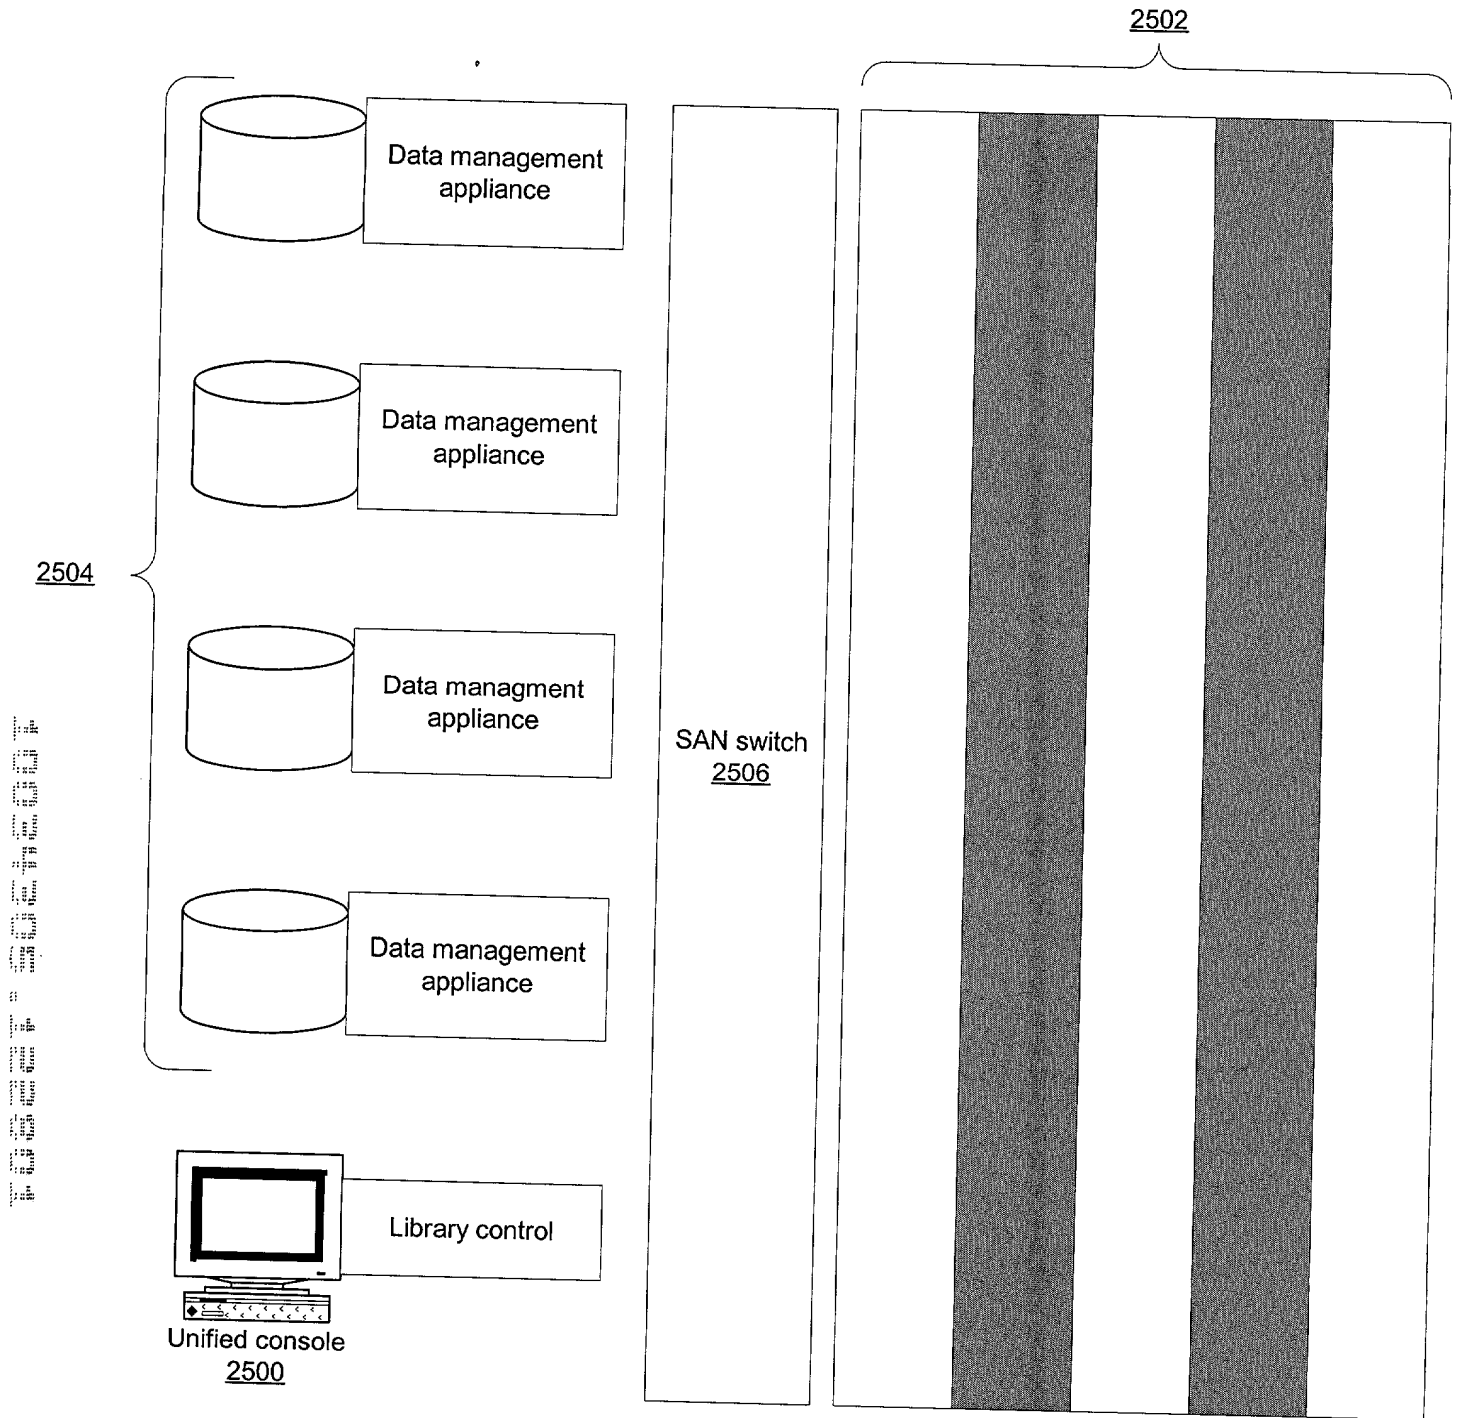 2502
Data management
appliance
Data management
appliance
2504
Data managment
appliance
SAN switch
2506
Data management
appliance
Library control
Unified console
2500